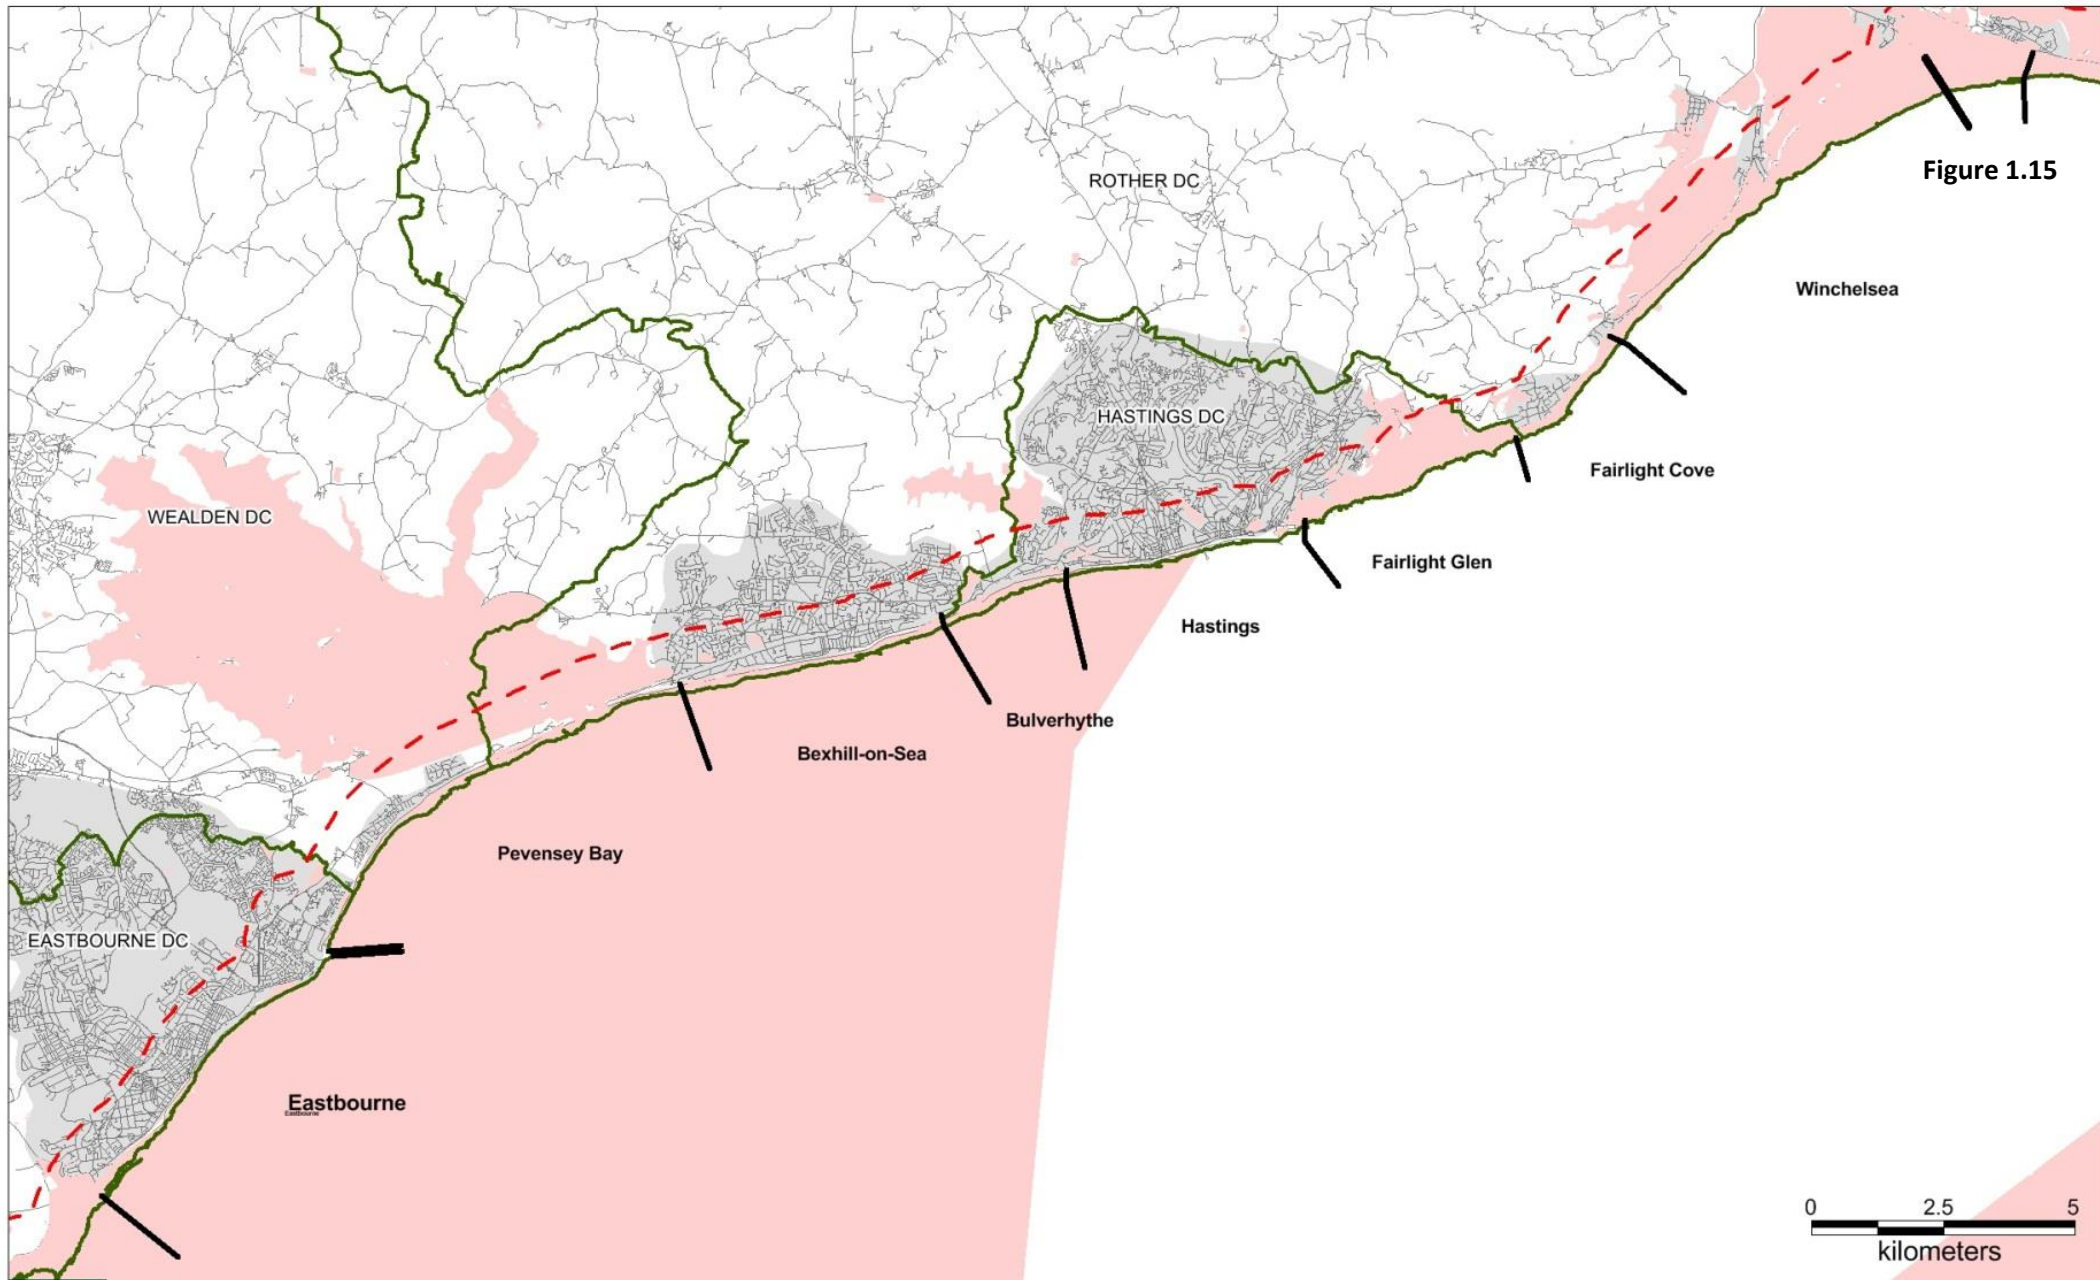 ROTHER DC
Figure 1.15
Winchelsea
HASTINGS DC
Fairlight Cove
WEALDEN DC
Fairlight Glen
Hastings
Bulverhythe
Bexhill-on-Sea
Pevensey Bay
EASTBOURNE DC
Eastbourne
Eastbourne
0 2.5 5
kilometers